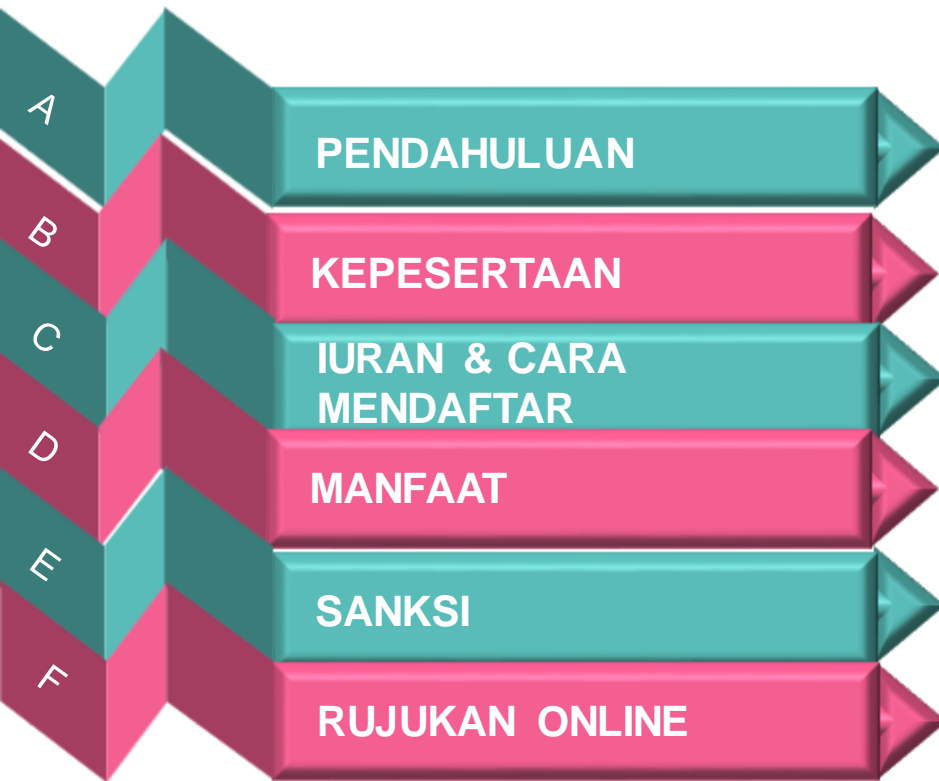 A
PENDAHULUAN
B
KEPESERTAAN
C
IURAN & CARA
MENDAFTAR
D
MANFAAT
E
SANKSI
F
RUJUKAN ONLINE